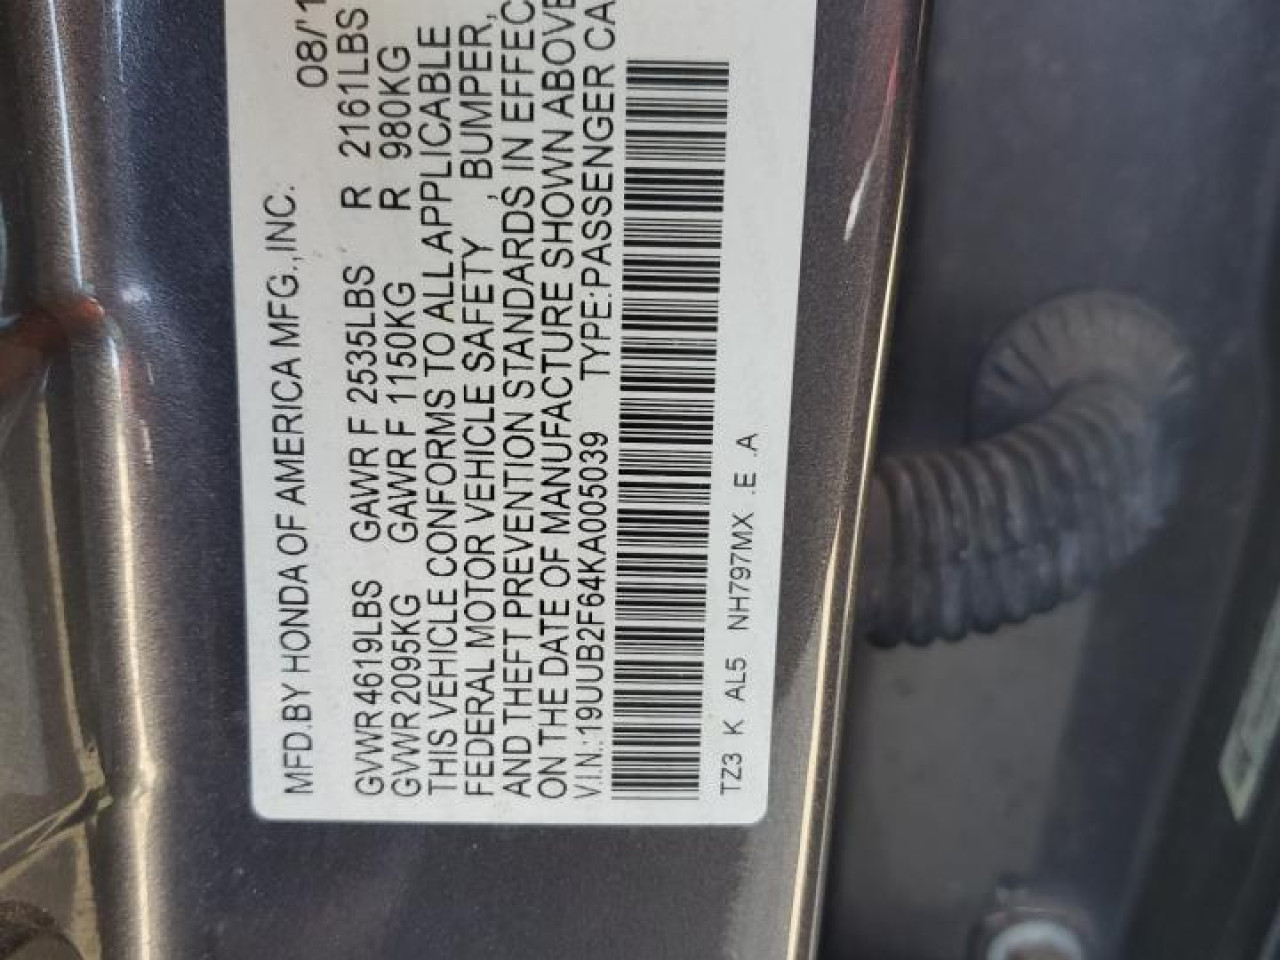 MFD.BY HONDA OF AMERICA MFG.,INC. 08/'1
GVWR 4619LBS GAWR F 2535LBS R 2161LBS
GVWR 2095KG GAWR F 1150KG R 980KG
THIS VEHICLE CONFORMS TO ALL APPLICABLE
FEDERAL MOTOR VEHICLE SAFETY , BUMPER,
AND THEFT PREVENTION STANDARDS IN EFFEC
ON THE DATE OF MANUFACTURE SHOWN ABOVE
V.I.N.: 19UUB2F64KA005039 TYPE:PASSENGER CA
TZ3 K AL5 NH797MX .E .A